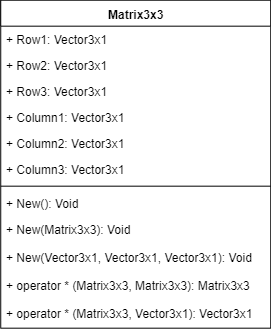 Matrix3x3
+ Row1: Vector3x1
+ Row2: Vector3x1
+ Row3: Vector3x1
+ Column1: Vector3x1
+ Column2: Vector3x1
+ Column3: Vector3x1
+ New(): Void
+ New(Matrix3x3): Void
+ New(Vector3x1, Vector3x1, Vector3x1): Void
+ operator * (Matrix3x3, Matrix3x3): Matrix3x3
+ operator * (Matrix3x3, Vector3x1): Vector3x1